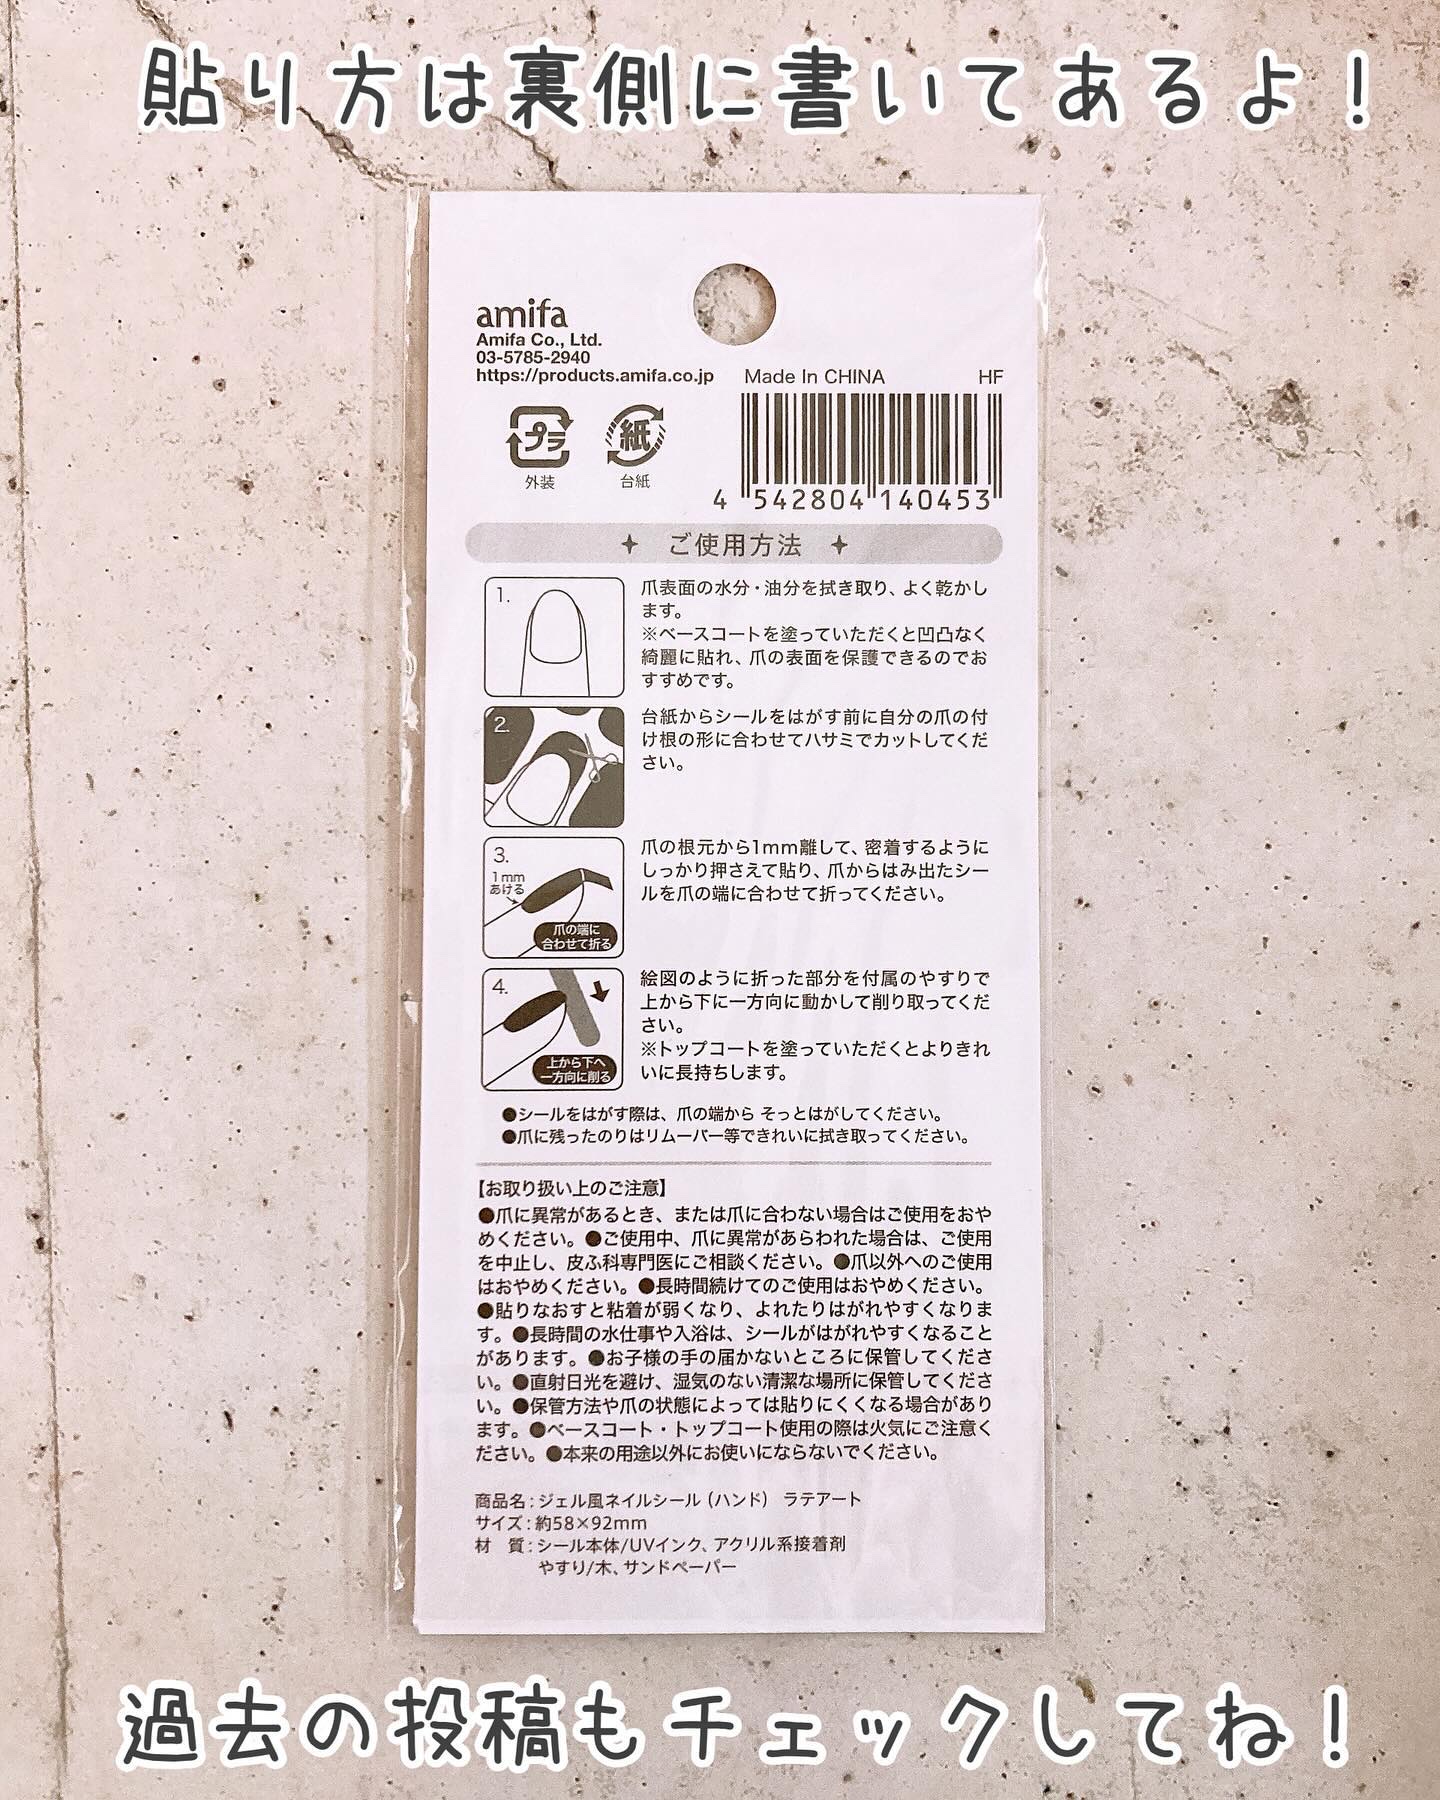 貼り方は裏側に書いてあるよ！
amifa
Amifa Co., Ltd.
03-5785-2940
https://products.amifa.co.jp
Made In CHINA
HF
プラ
外装
紙
台紙
4 542804 140453
ご使用方法
1.
爪表面の水分・油分を拭き取り、よく乾かし
ます。
※ベースコートを塗っていただくと凹凸なく
綺麗に貼れ、爪の表面を保護できるのでお
すすめです。
2.
台紙からシールをはがす前に自分の爪の付
け根の形に合わせてハサミでカットしてくだ
さい。
3.
1mm
あける
爪の端に
合わせて折る
爪の根元から1mm離して、密着するように
しっかり押さえて貼り、爪からはみ出たシー
ルを爪の端に合わせて折ってください。
4.
上から下へ
一方向に削る
絵図のように折った部分を付属のやすりで
上から下に一方向に動かして削り取ってくだ
さい。
※トップコートを塗っていただくとよりきれ
いに長持ちします。
●シールをはがす際は、爪の端から そっとはがしてください。
●爪に残ったのりはリムーバー等できれいに拭き取ってください。
【お取り扱い上のご注意】
●爪に異常があるとき、または爪に合わない場合はご使用をおや
めください。●ご使用中、爪に異常があらわれた場合は、ご使用
を中止し、皮ふ科専門医にご相談ください。●爪以外へのご使用
はおやめください。●長時間続けてのご使用はおやめください。
●貼りなおすと粘着が弱くなり、よれたりはがれやすくなりま
す。●長時間の水仕事や入浴は、シールがはがれやすくなること
があります。●お子様の手の届かないところに保管してくださ
い。●直射日光を避け、湿気のない清潔な場所に保管してくださ
い。●保管方法や爪の状態によっては貼りにくくなる場合があり
ます。●ベースコート・トップコート使用の際は火気にご注意く
ださい。●本来の用途以外にお使いにならないでください。
商品名：ジェル風ネイルシール（ハンド） ラテアート
サイズ：約58×92mm
材 質：シール本体/UVインク、アクリル系接着剤
やすり/木、サンドペーパー
過去の投稿もチェックしてね！